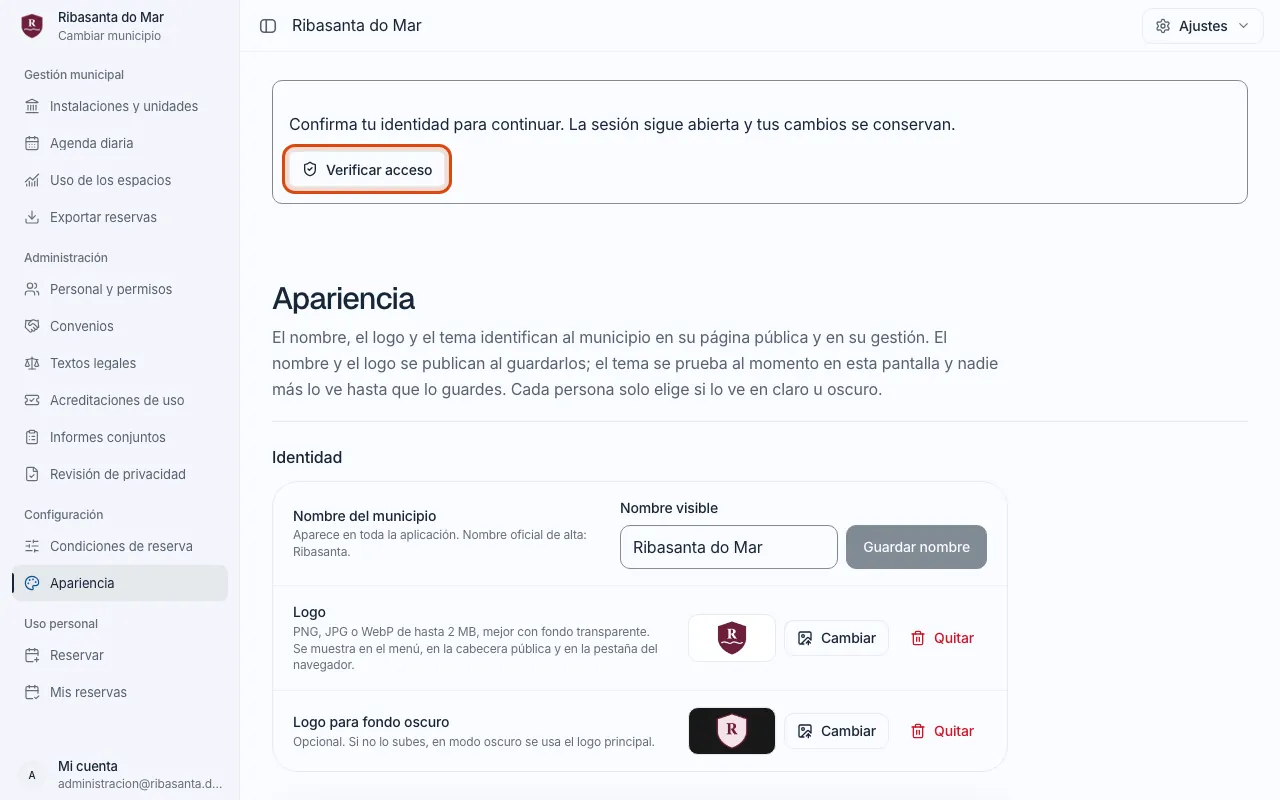 Ribasanta do Mar
Cambiar municipio
Gestión municipal
Instalaciones y unidades
Agenda diaria
Uso de los espacios
Exportar reservas
Administración
Personal y permisos
Convenios
Textos legales
Acreditaciones de uso
Informes conjuntos
Revisión de privacidad
Configuración
Condiciones de reserva
Apariencia
Uso personal
Reservar
Mis reservas
A
Mi cuenta
administracion@ribasanta.d...
Ribasanta do Mar
Ajustes
Confirma tu identidad para continuar. La sesión sigue abierta y tus cambios se conservan.
Verificar acceso
Apariencia
El nombre, el logo y el tema identifican al municipio en su página pública y en su gestión. El
nombre y el logo se publican al guardarlos; el tema se prueba al momento en esta pantalla y nadie
más lo ve hasta que lo guardes. Cada persona solo elige si lo ve en claro u oscuro.
Identidad
Nombre del municipio
Aparece en toda la aplicación. Nombre oficial de alta:
Ribasanta.
Nombre visible
Ribasanta do Mar
Guardar nombre
Logo
PNG, JPG o WebP de hasta 2 MB, mejor con fondo transparente.
Se muestra en el menú, en la cabecera pública y en la pestaña del
navegador.
R
Cambiar
Quitar
Logo para fondo oscuro
Opcional. Si no lo subes, en modo oscuro se usa el logo principal.
R
Cambiar
Quitar